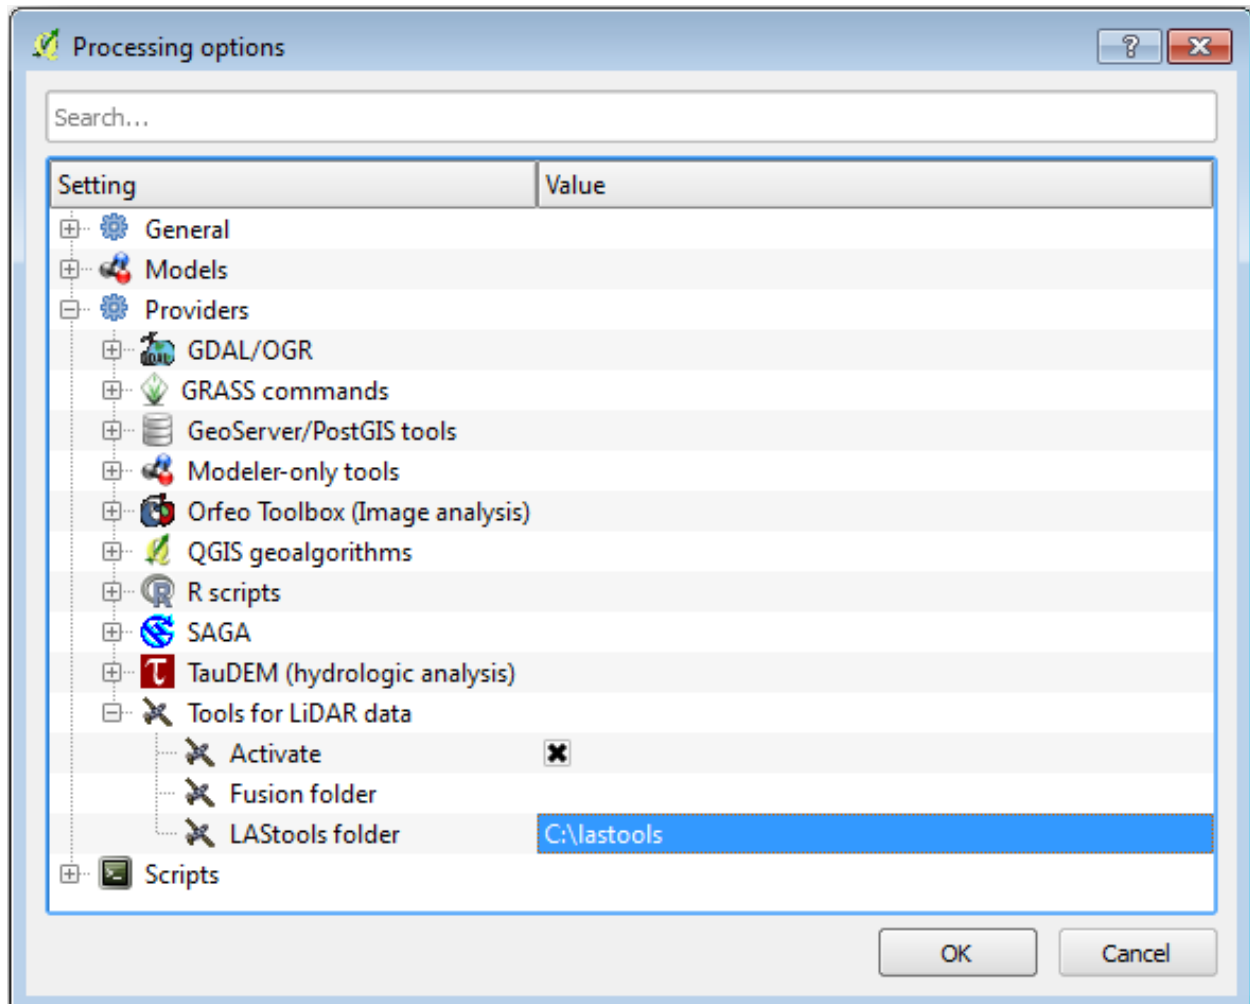 Processing options
Search...
Setting Value
General
Models
Providers
GDAL/OGR
GRASS commands
GeoServer/PostGIS tools
Modeler-only tools
Orfeo Toolbox (Image analysis)
QGIS geoalgorithms
R scripts
SAGA
TauDEM (hydrologic analysis)
Tools for LiDAR data
Activate
Fusion folder
LAStools folder C:\lastools
Scripts
OK Cancel